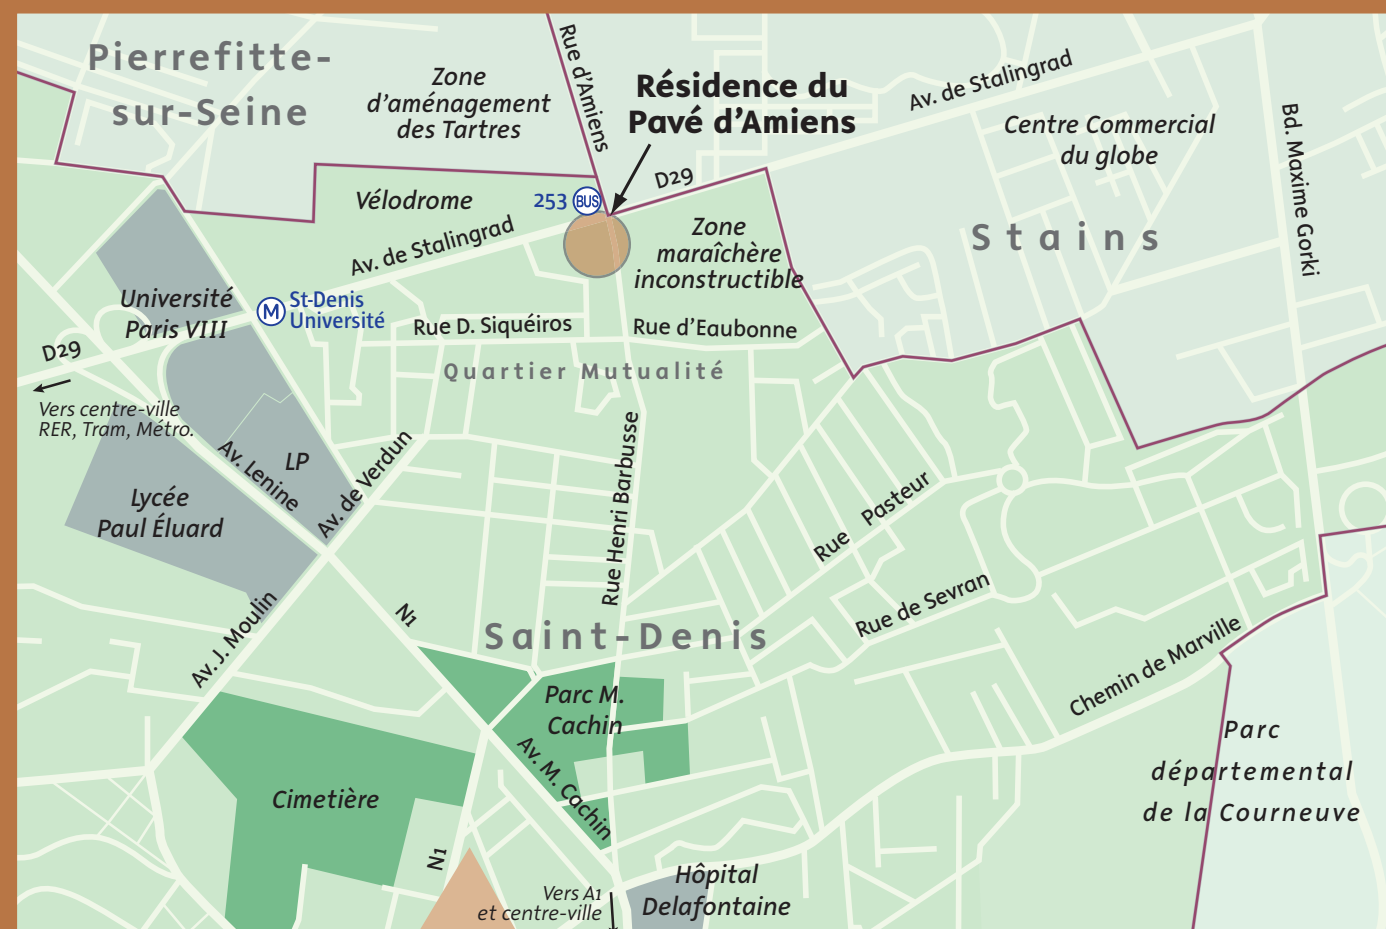 Pierrefitte-
sur-Seine
Zone
d'aménagement
des Tartres
Rue d'Amiens
Résidence du
Pavé d'Amiens
Av. de Stalingrad
Centre Commercial
du globe
Bd. Maxime Gorki
D29
253 BUS
Vélodrome
Av. de Stalingrad
Zone
maraîchère
inconstructible
Stains
Université
Paris VIII
M St-Denis
Université
Rue D. Siquéiros
Rue d'Eaubonne
D29
Quartier Mutualité
Vers centre-ville
RER, Tram, Métro.
Av. Lenine
LP
Av. de Verdun
Lycée
Paul Éluard
Rue Henri Barbusse
Rue Pasteur
Rue de Sevran
N1
Saint-Denis
Av. J. Moulin
Chemin de Marville
Parc M.
Cachin
Av. M. Cachin
Parc
départemental
de la Courneuve
Cimetière
N1
Hôpital
Delafontaine
Vers A1
et centre-ville